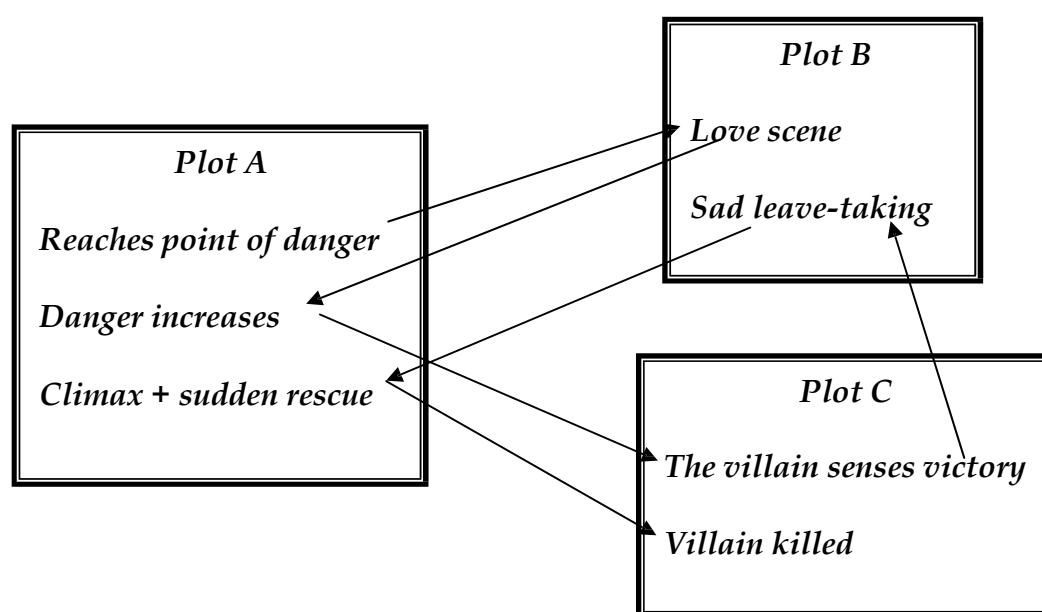 Plot A
Reaches point of danger
Danger increases
Climax + sudden rescue
Plot B
Love scene
Sad leave-taking
Plot C
The villain senses victory
Villain killed